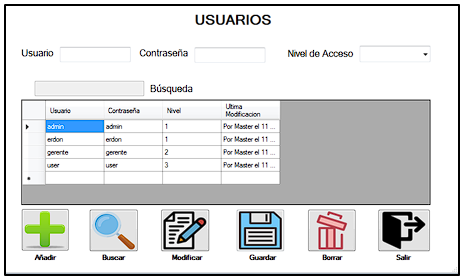 USUARIOS
Usuario Contraseña Nivel de Acceso
Búsqueda
Usuario Contraseña Nivel Ultima Modificacion
admin admin 1 Por Master el 11 ...
erdon erdon 1 Por Master el 11 ...
gerente gerente 2 Por Master el 11 ...
user user 3 Por Master el 11 ...
Añadir Buscar Modificar Guardar Borrar Salir